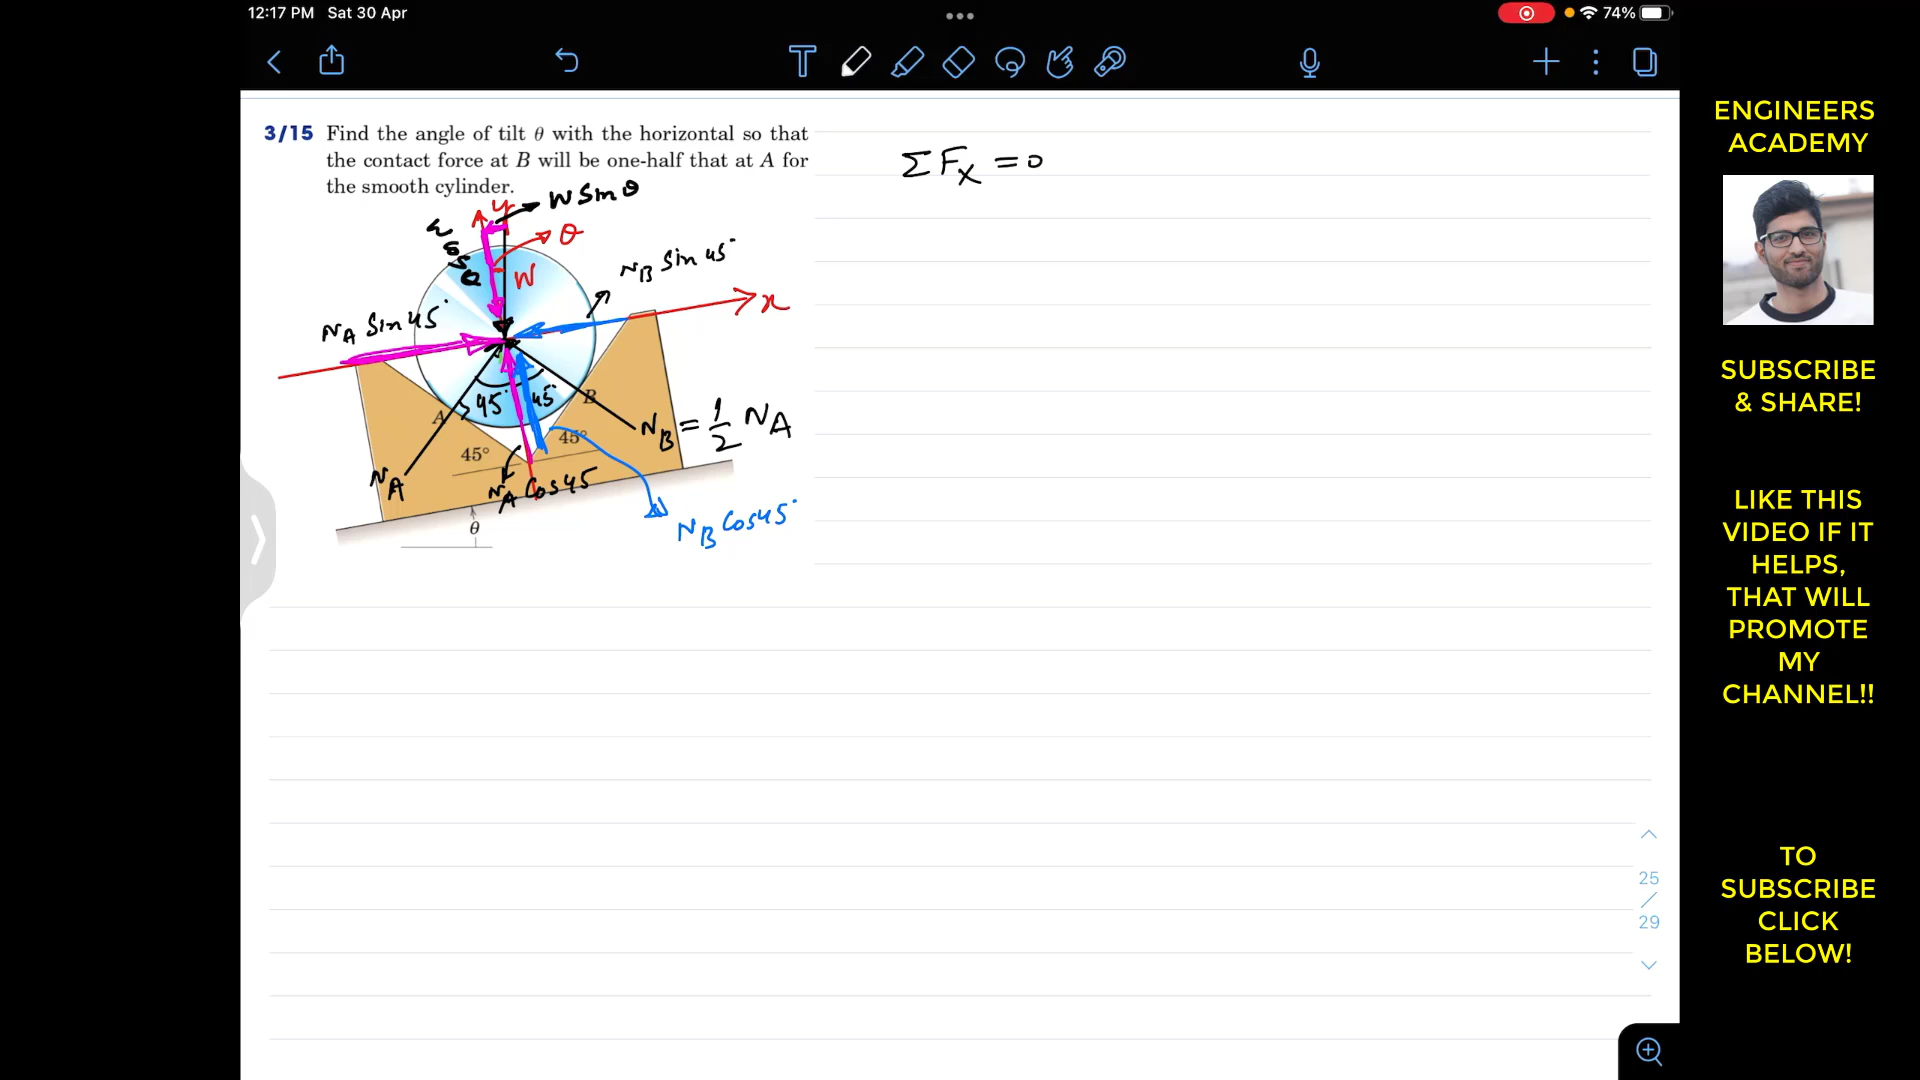 12:17 PM Sat 30 Apr
74%
3/15 Find the angle of tilt θ with the horizontal so that
the contact force at B will be one-half that at A for
the smooth cylinder.
ΣFx = 0
W Sin θ
y
θ
W Cos θ
W
NB Sin 45°
x
NA Sin 45°
A
45°
45°
B
NB = 1/2 NA
45°
45°
NA
NA Cos 45
NB Cos 45°
θ
25
/
29
ENGINEERS
ACADEMY
SUBSCRIBE
& SHARE!
LIKE THIS
VIDEO IF IT
HELPS,
THAT WILL
PROMOTE
MY
CHANNEL!!
TO
SUBSCRIBE
CLICK
BELOW!